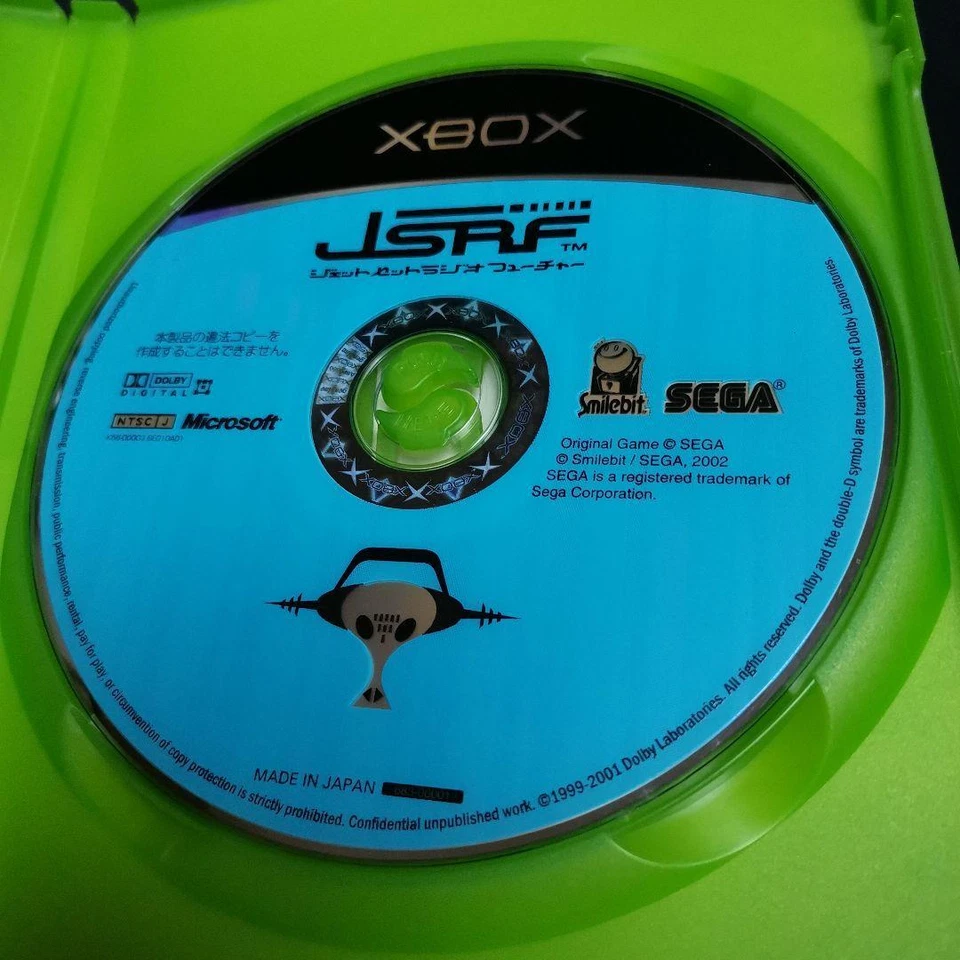 XBOX
JSRF™
ジェットセットラジオフューチャー
本製品の違法コピーを
作成することはできません。
DOLBY
DIGITAL
NTSC J Microsoft®
Smilebit. SEGA®
Original Game © SEGA
© Smilebit / SEGA, 2002
SEGA is a registered trademark of
Sega Corporation.
MADE IN JAPAN
Unauthorized copying, reverse engineering, transmission, public performance, rental, pay for play, or circumvention of copy protection is strictly prohibited. Confidential unpublished work. ©1999-2001 Dolby Laboratories. All rights reserved. Dolby and the double-D symbol are trademarks of Dolby Laboratories.